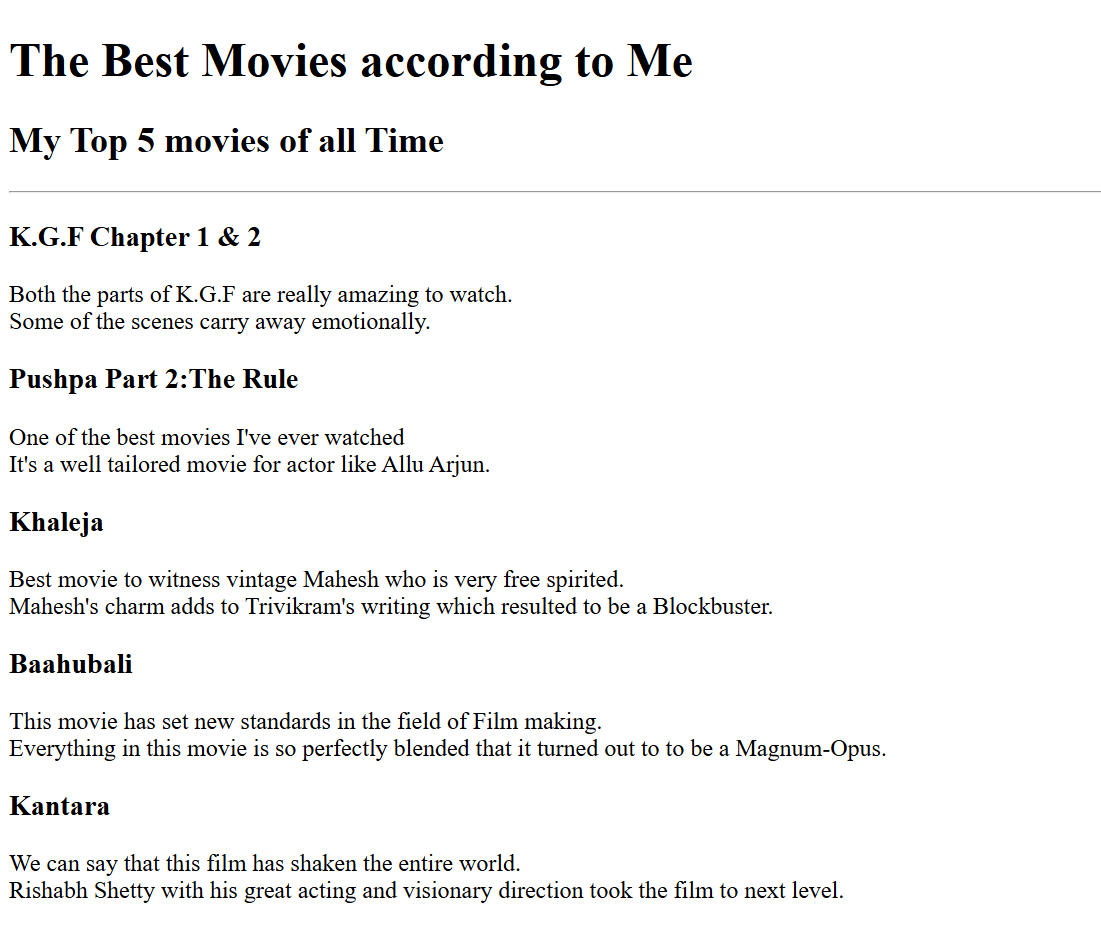 The Best Movies according to Me
My Top 5 movies of all Time
K.G.F Chapter 1 & 2
Both the parts of K.G.F are really amazing to watch.
Some of the scenes carry away emotionally.
Pushpa Part 2:The Rule
One of the best movies I've ever watched
It's a well tailored movie for actor like Allu Arjun.
Khaleja
Best movie to witness vintage Mahesh who is very free spirited.
Mahesh's charm adds to Trivikram's writing which resulted to be a Blockbuster.
Baahubali
This movie has set new standards in the field of Film making.
Everything in this movie is so perfectly blended that it turned out to to be a Magnum-Opus.
Kantara
We can say that this film has shaken the entire world.
Rishabh Shetty with his great acting and visionary direction took the film to next level.